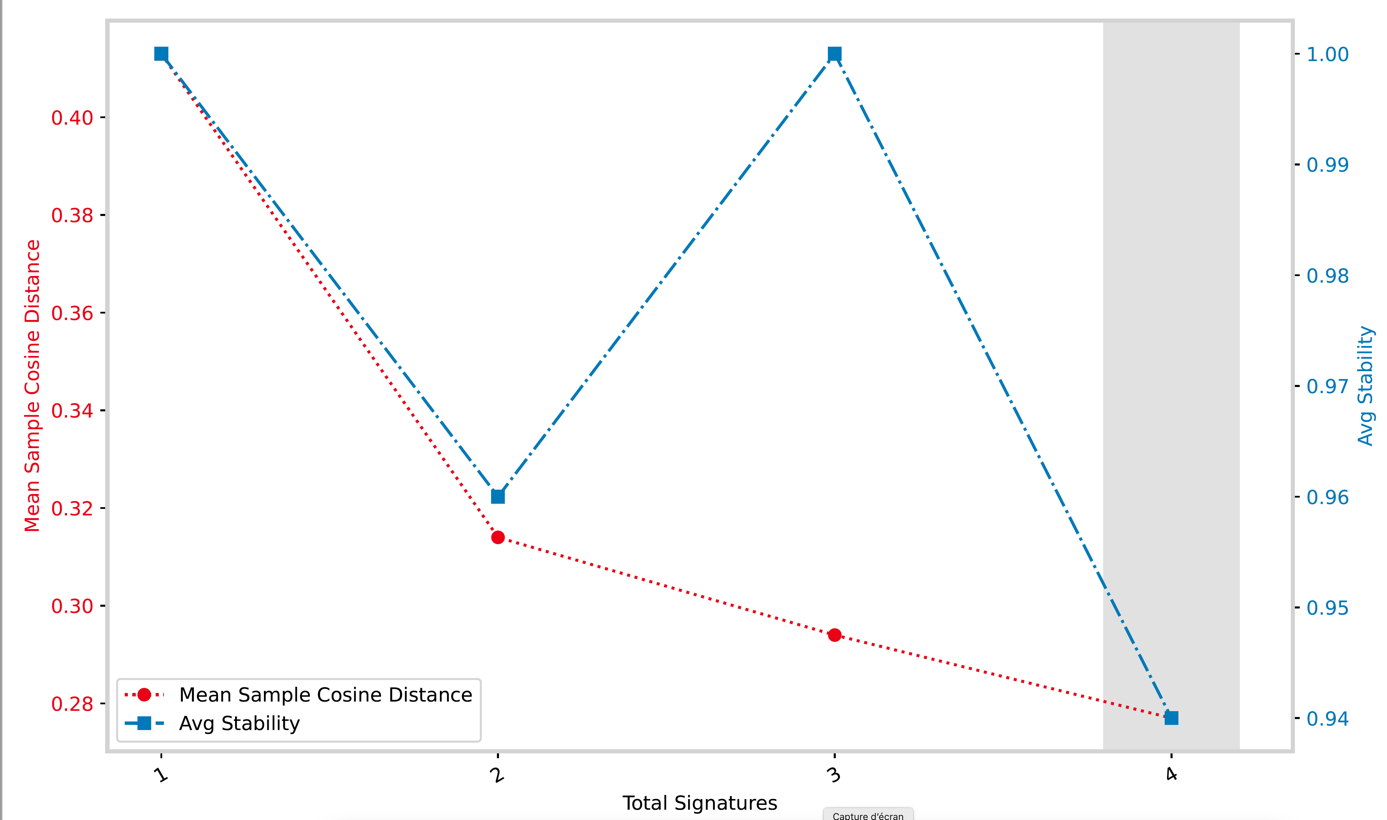 0.40
0.38
0.36
0.34
0.32
0.30
0.28
Mean Sample Cosine Distance
1.00
0.99
0.98
0.97
0.96
0.95
0.94
Avg Stability
Mean Sample Cosine Distance
Avg Stability
1 2 3 4
Total Signatures
Capture d'écran